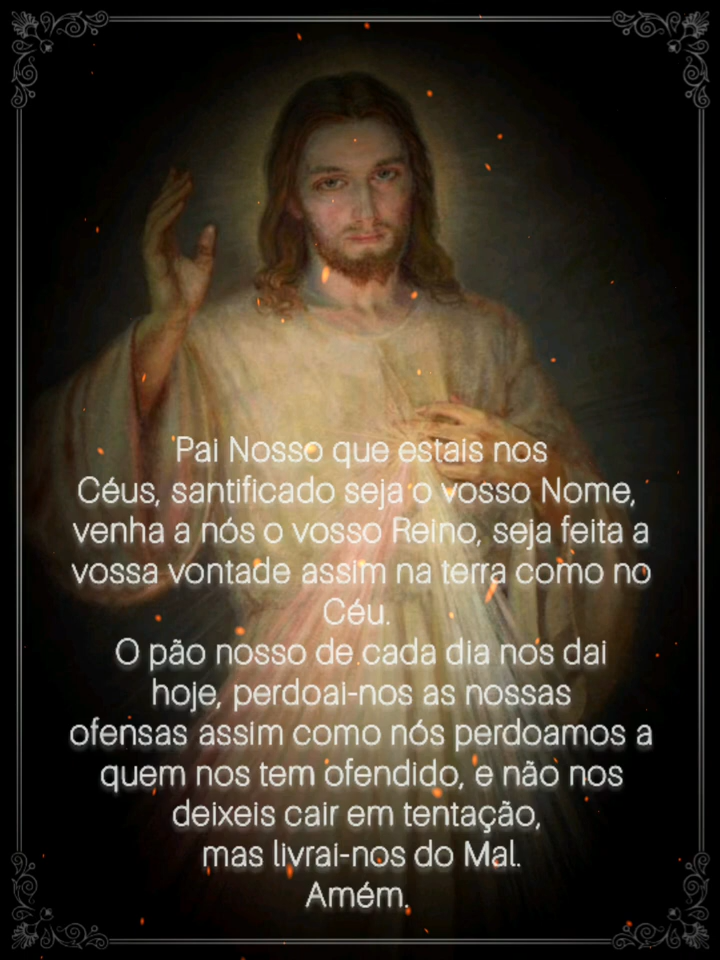 Pai Nosso que estais nos
Céus, santificado seja o vosso Nome,
venha a nós o vosso Reino, seja feita a
vossa vontade assim na terra como no
Céu.
O pão nosso de cada dia nos dai
hoje, perdoai-nos as nossas
ofensas assim como nós perdoamos a
quem nos tem ofendido, e não nos
deixeis cair em tentação,
mas livrai-nos do Mal.
Amém.